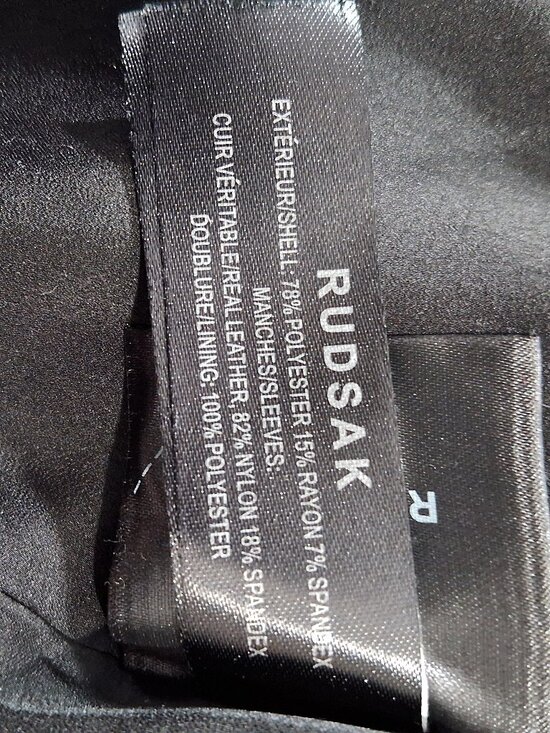 RUDSAK
EXTÉRIEUR/SHELL: 78% POLYESTER 15% RAYON 7% SPANDEX
MANCHES/SLEEVES:
CUIR VÉRITABLE/REAL LEATHER, 82% NYLON 18% SPANDEX
DOUBLURE/LINING: 100% POLYESTER
R